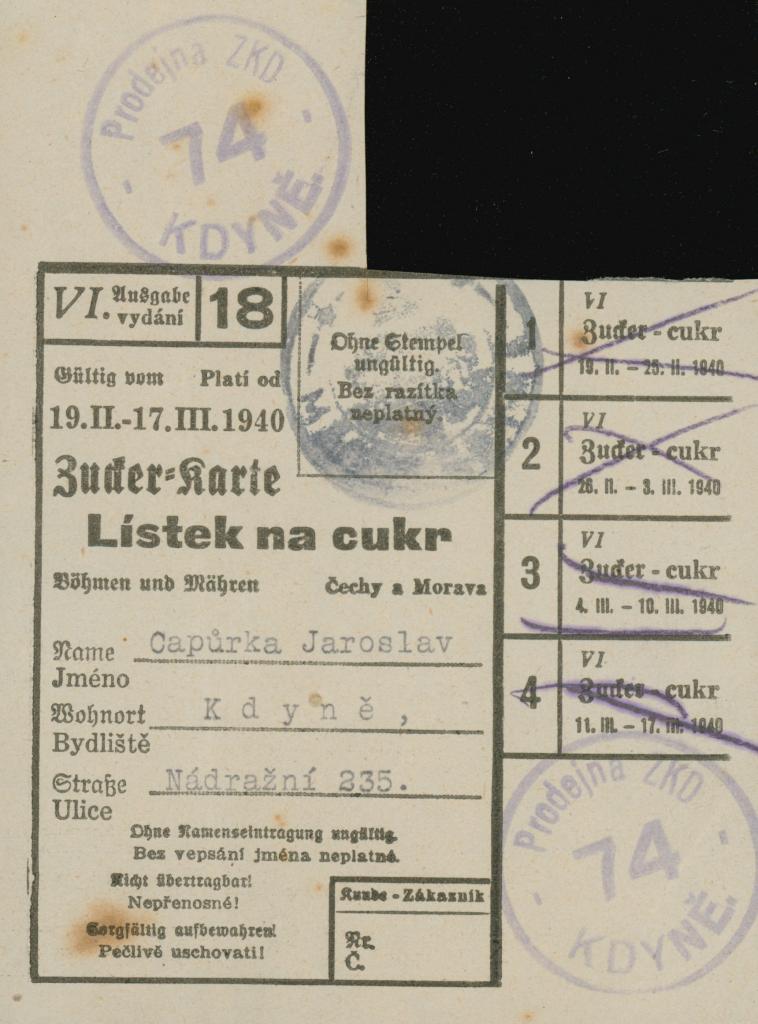 Prodejna ZKD
- 74 -
KDYNĚ.
VI. Ausgabe
vydání
18
Ohne Stempel
ungültig.
Bez razítka
neplatný.
Gültig vom Platí od
19.II.-17.III.1940
Zucker-Karte
Lístek na cukr
Böhmen und Mähren Čechy a Morava
Name Capůrka Jaroslav
Jméno
Wohnort Kdyně,
Bydliště
Straße Nádražní 235.
Ulice
Ohne Namenseintragung ungültig.
Bez vepsání jména neplatné.
Nicht übertragbar!
Nepřenosné!
Sorgfältig aufbewahren!
Pečlivě uschovati!
Kunde - Zákazník
Nr.
Č.
1
VI
Zucker - cukr
19. II. - 25. II. 1940
2
VI
Zucker - cukr
26. II. - 3. III. 1940
3
VI
Zucker - cukr
4. III. - 10. III. 1940
4
VI
Zucker - cukr
11. III. - 17. III. 1940
Prodejna ZKD
- 74 -
KDYNĚ.